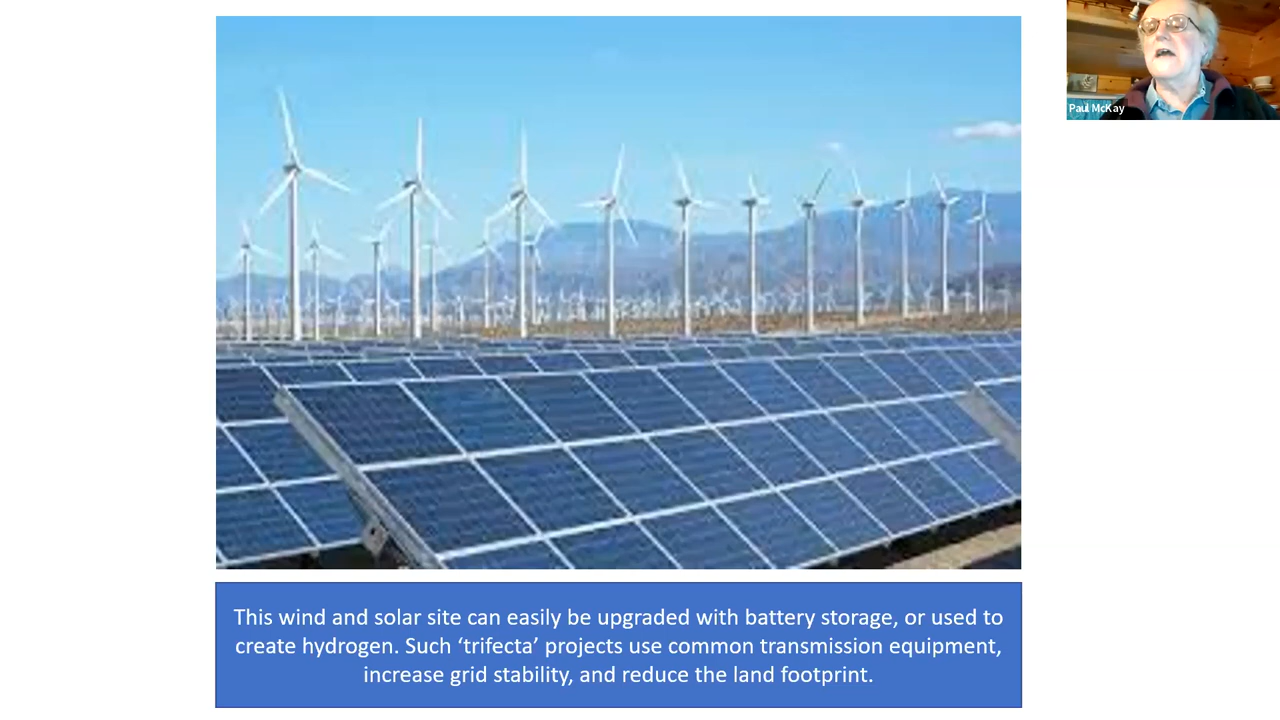 Paul McKay
This wind and solar site can easily be upgraded with battery storage, or used to
create hydrogen. Such ‘trifecta’ projects use common transmission equipment,
increase grid stability, and reduce the land footprint.